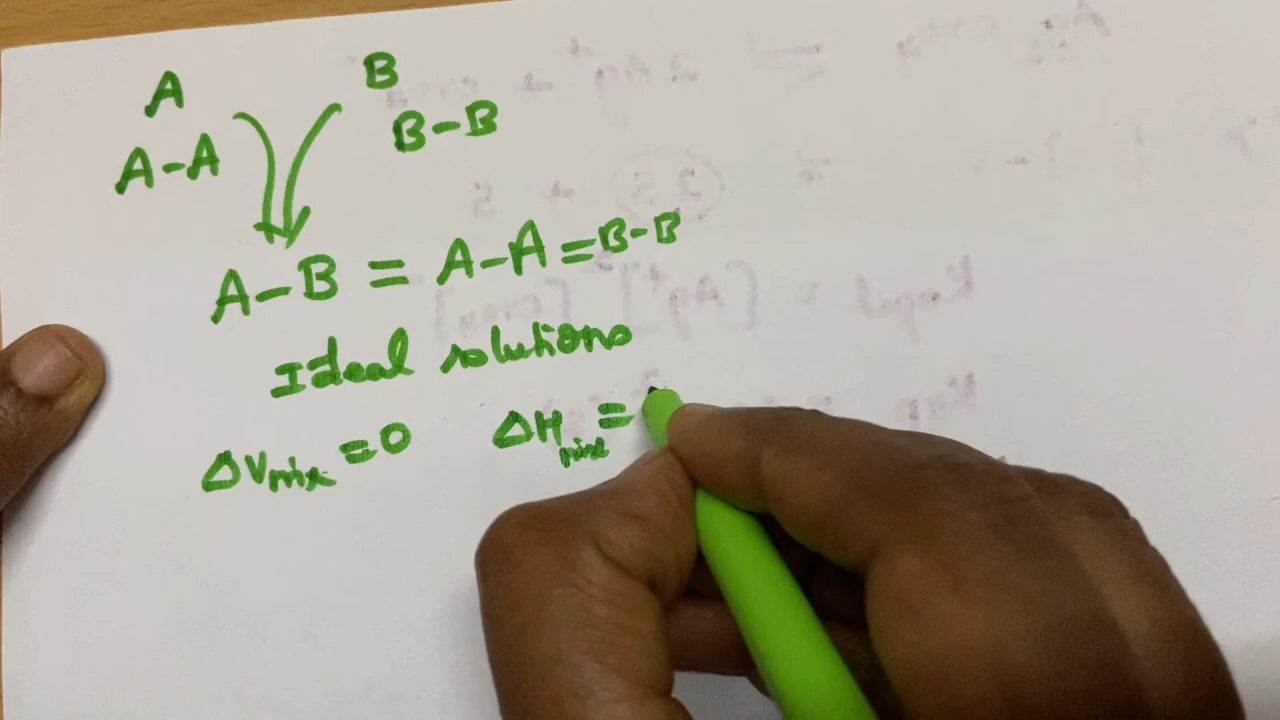 A B
A-A B-B
A-B = A-A = B-B
Ideal solutions
ΔVmix = 0 ΔHmix =